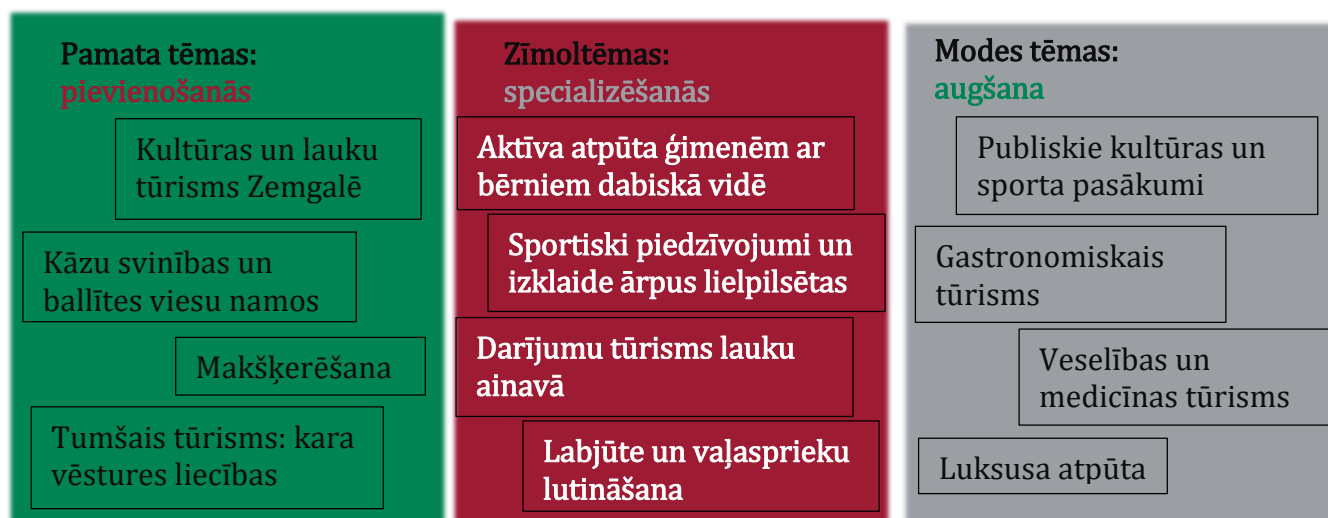 Pamata tēmas:
pievienošanās
Kultūras un lauku
tūrisms Zemgalē
Kāzu svinības un
ballītes viesu namos
Makšķerēšana
Tumšais tūrisms: kara
vēstures liecības
Zīmoltēmas:
specializēšanās
Aktīva atpūta ģimenēm ar
bērniem dabiskā vidē
Sportiski piedzīvojumi un
izklaide ārpus lielpilsētas
Darījumu tūrisms lauku
ainavā
Labjūte un vaļasprieku
lutināšana
Modes tēmas:
augšana
Publiskie kultūras un
sporta pasākumi
Gastronomiskais
tūrisms
Veselības un
medicīnas tūrisms
Luksusa atpūta